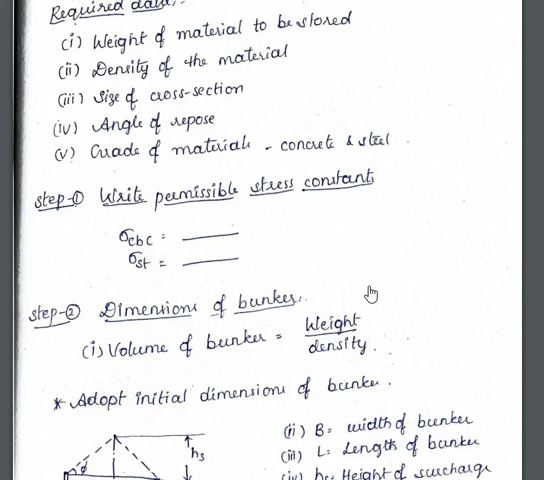 Required data:-
(i) Weight of material to be stored
(ii) Density of the material
(iii) Size of cross-section
(iv) Angle of repose
(v) Grade of materials - concrete & steel
step-① Write permissible stress constants
σcbc =
σst =
step-② Dimensions of bunker.
(i) Volume of bunker = Weight / density.
* Adopt initial dimensions of bunker.
(ii) B= width of bunker
(iii) L= Length of bunker
(iv) hs= Height of surcharge
hs
ϕ